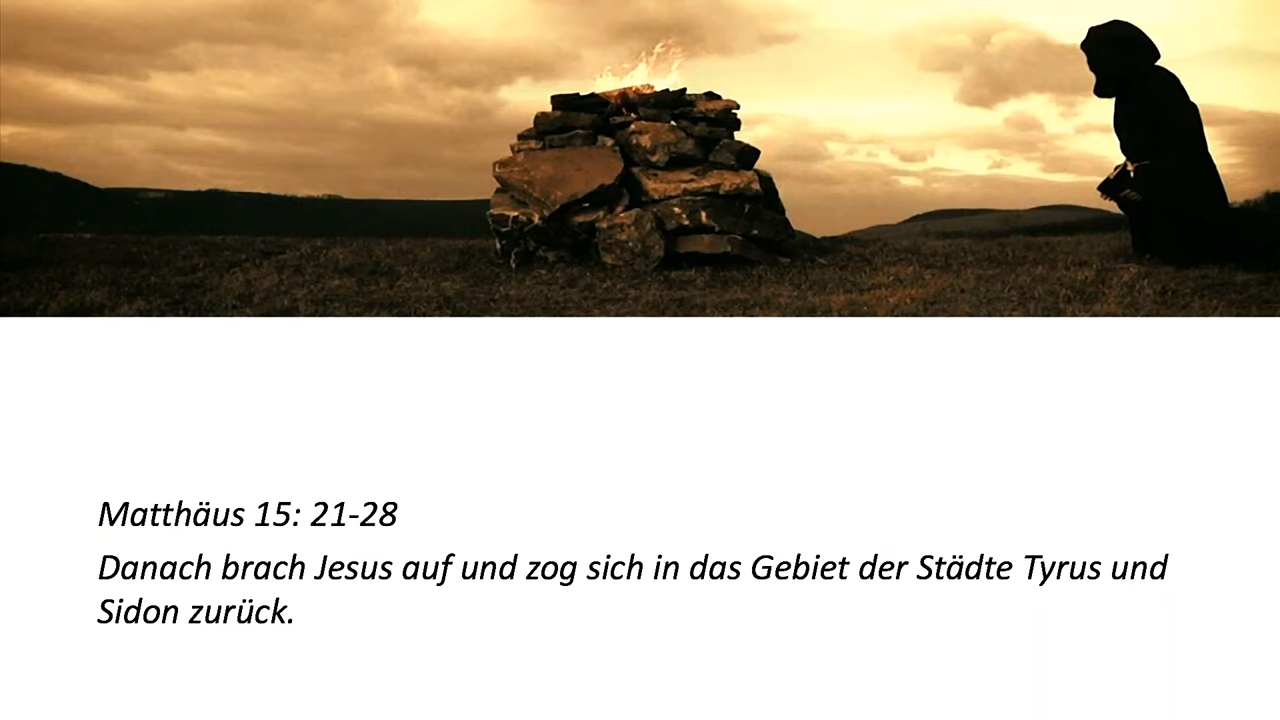 Matthäus 15: 21-28
Danach brach Jesus auf und zog sich in das Gebiet der Städte Tyrus und
Sidon zurück.